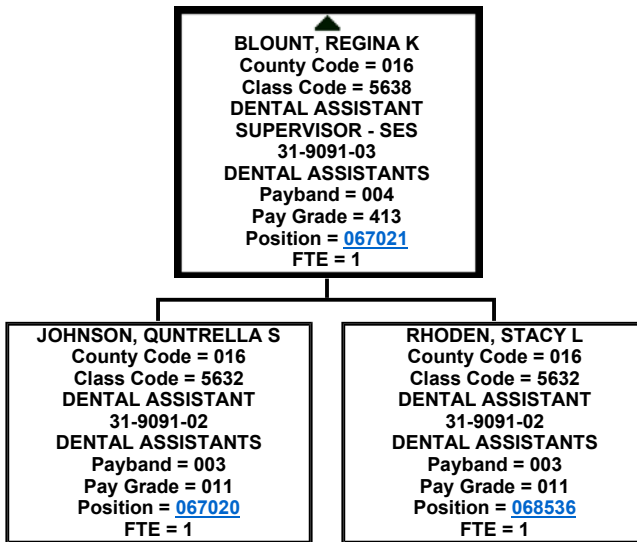 BLOUNT, REGINA K
County Code = 016
Class Code = 5638
DENTAL ASSISTANT
SUPERVISOR - SES
31-9091-03
DENTAL ASSISTANTS
Payband = 004
Pay Grade = 413
Position = 067021
FTE = 1
JOHNSON, QUNTRELLA S
County Code = 016
Class Code = 5632
DENTAL ASSISTANT
31-9091-02
DENTAL ASSISTANTS
Payband = 003
Pay Grade = 011
Position = 067020
FTE = 1
RHODEN, STACY L
County Code = 016
Class Code = 5632
DENTAL ASSISTANT
31-9091-02
DENTAL ASSISTANTS
Payband = 003
Pay Grade = 011
Position = 068536
FTE = 1